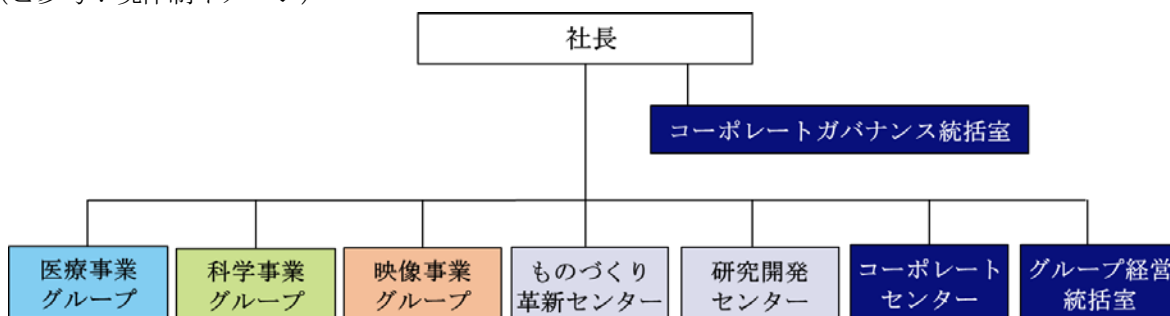 社長
コーポレートガバナンス統括室
医療事業
グループ
科学事業
グループ
映像事業
グループ
ものづくり
革新センター
研究開発
センター
コーポレート
センター
グループ経営
統括室